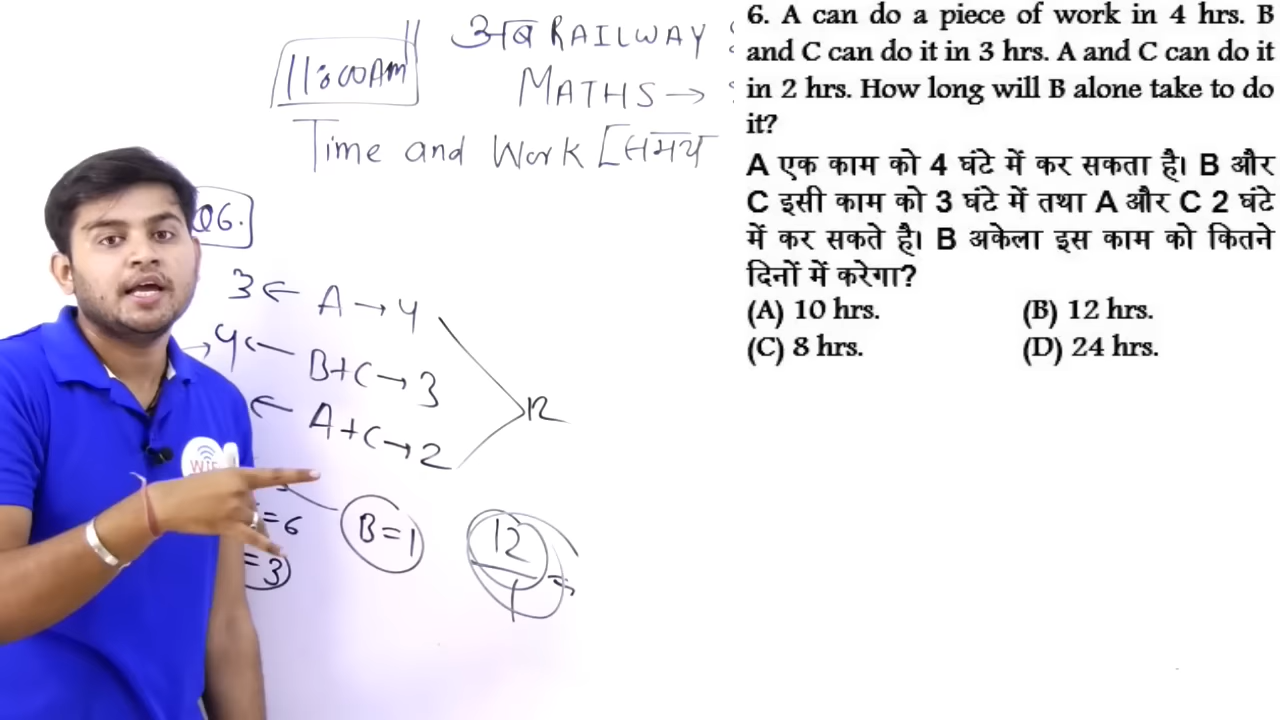 11:00AM
अब RAILWAY
MATHS →
Time and Work [समय
Q6.
3 ← A → 4
→ 4 ← B+C → 3
← A+C → 2
12
=6
B=1
=3
12
1
WiFi
6. A can do a piece of work in 4 hrs. B
and C can do it in 3 hrs. A and C can do it
in 2 hrs. How long will B alone take to do
it?
A एक काम को 4 घंटे में कर सकता है। B और
C इसी काम को 3 घंटे में तथा A और C 2 घंटे
में कर सकते है। B अकेला इस काम को कितने
दिनों में करेगा?
(A) 10 hrs. (B) 12 hrs.
(C) 8 hrs. (D) 24 hrs.